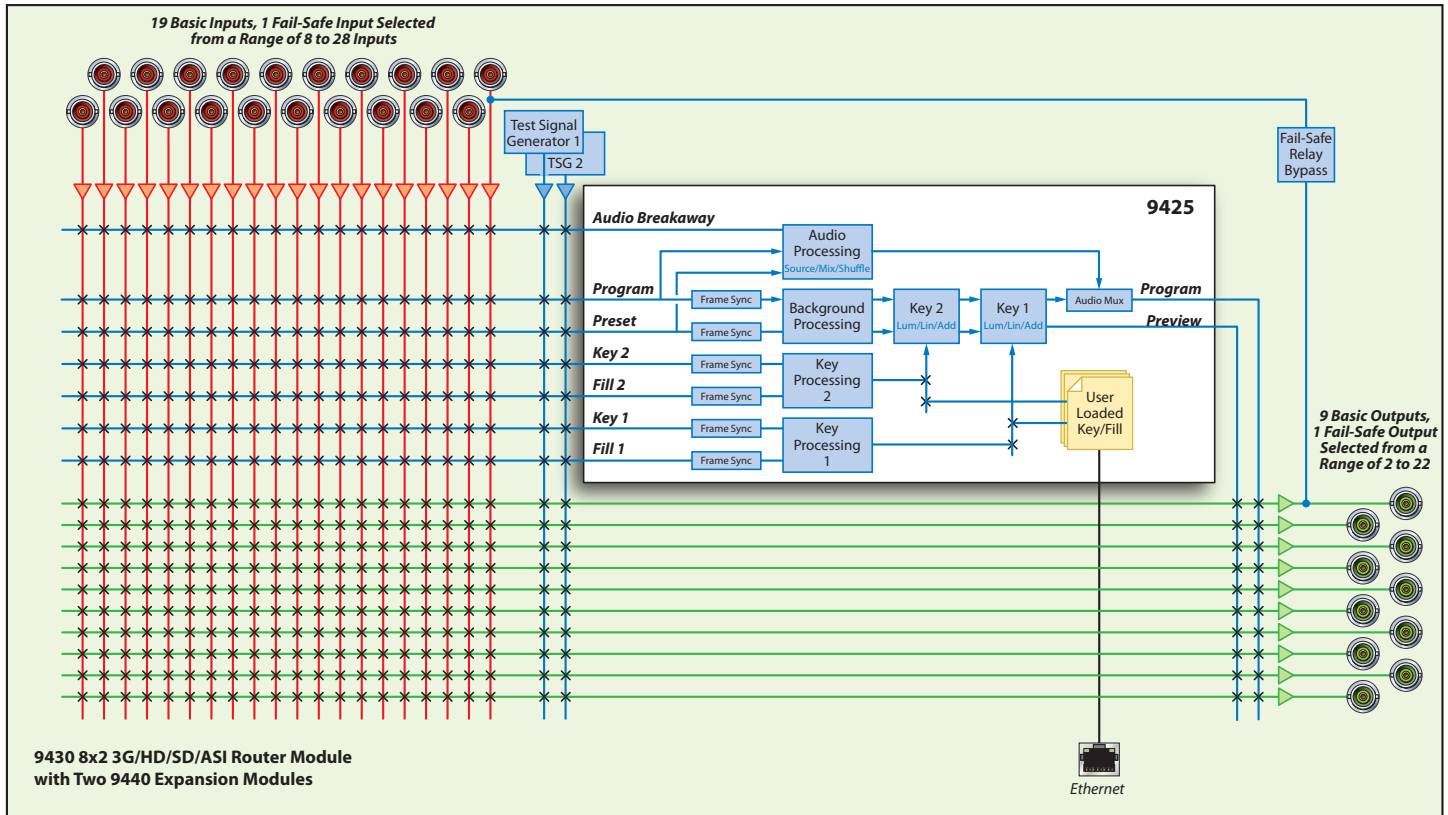 19 Basic Inputs, 1 Fail-Safe Input Selected
from a Range of 8 to 28 Inputs
Test Signal
Generator 1
TSG 2
Fail-Safe
Relay
Bypass
9425
Audio Breakaway
Audio
Processing
Source/Mix/Shuffle
Program
Frame Sync
Background
Processing
Key 2
Lum/Lin/Add
Key 1
Lum/Lin/Add
Audio Mux
Program
Preset
Frame Sync
Preview
Key 2
Frame Sync
Key
Processing
2
Fill 2
Frame Sync
Key 1
Frame Sync
Key
Processing
1
Fill 1
Frame Sync
User
Loaded
Key/Fill
9 Basic Outputs,
1 Fail-Safe Output
Selected from a
Range of 2 to 22
9430 8x2 3G/HD/SD/ASI Router Module
with Two 9440 Expansion Modules
Ethernet